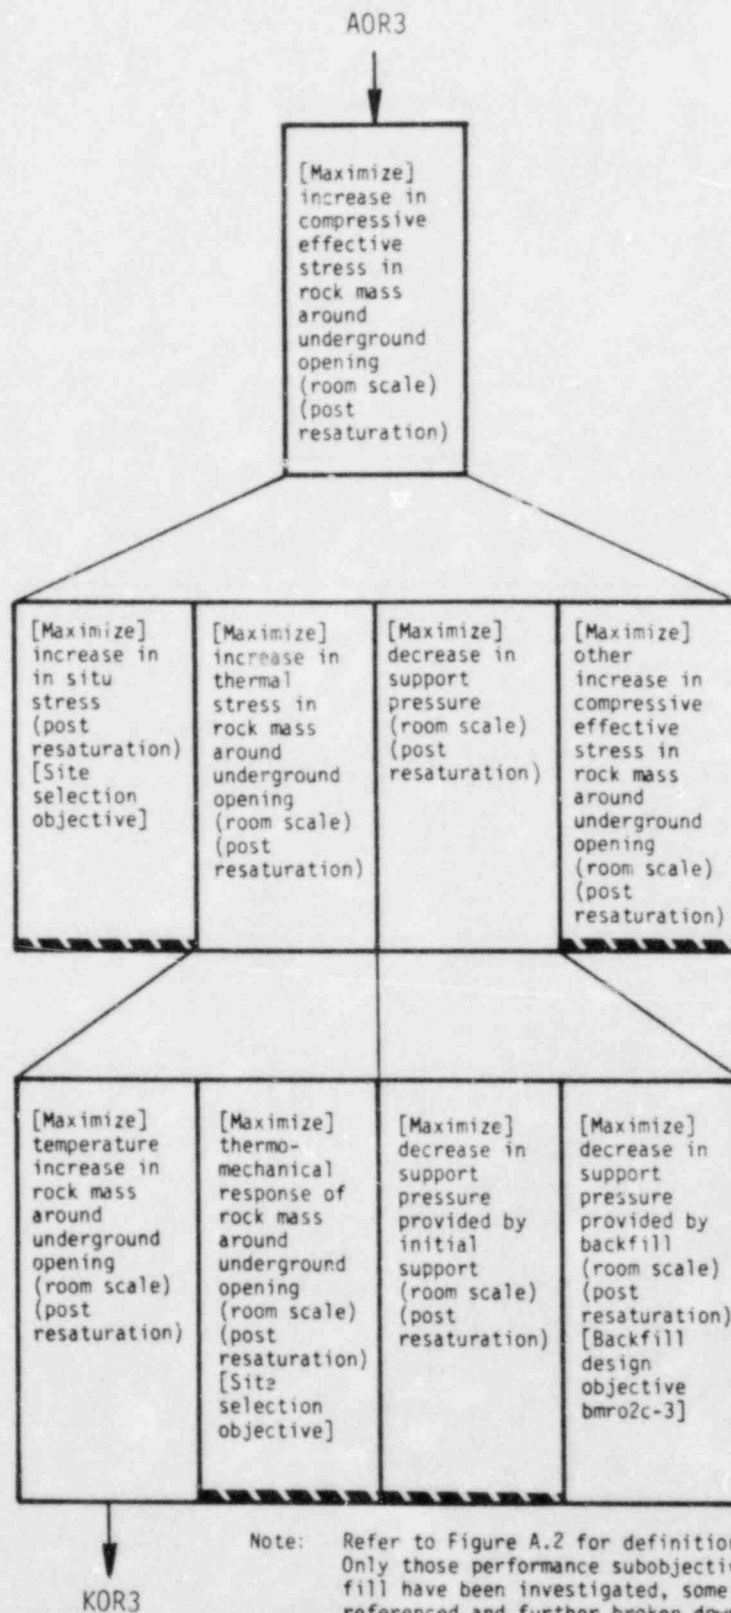 AOR3
[Maximize]
increase in
compressive
effective
stress in
rock mass
around
underground
opening
(room scale)
(post
resaturation)
[Maximize]
increase in
in situ
stress
(post
resaturation)
[Site
selection
objective]
[Maximize]
increase in
thermal
stress in
rock mass
around
underground
opening
(room scale)
(post
resaturation)
[Maximize]
decrease in
support
pressure
(room scale)
(post
resaturation)
[Maximize]
other
increase in
compressive
effective
stress in
rock mass
around
underground
opening
(room scale)
(post
resaturation)
[Maximize]
temperature
increase in
rock mass
around
underground
opening
(room scale)
(post
resaturation)
[Maximize]
thermo-
mechanical
response of
rock mass
around
underground
opening
(room scale)
(post
resaturation)
[Site
selection
objective]
[Maximize]
decrease in
support
pressure
provided by
initial
support
(room scale)
(post
resaturation)
[Maximize]
decrease in
support
pressure
provided by
backfill
(room scale)
(post
resaturation)
[Backfill
design
objective
bmro2c-3]
KOR3
Note: Refer to Figure A.2 for definition
Only those performance subobjectiv
fill have been investigated, some
referenced and further broken down